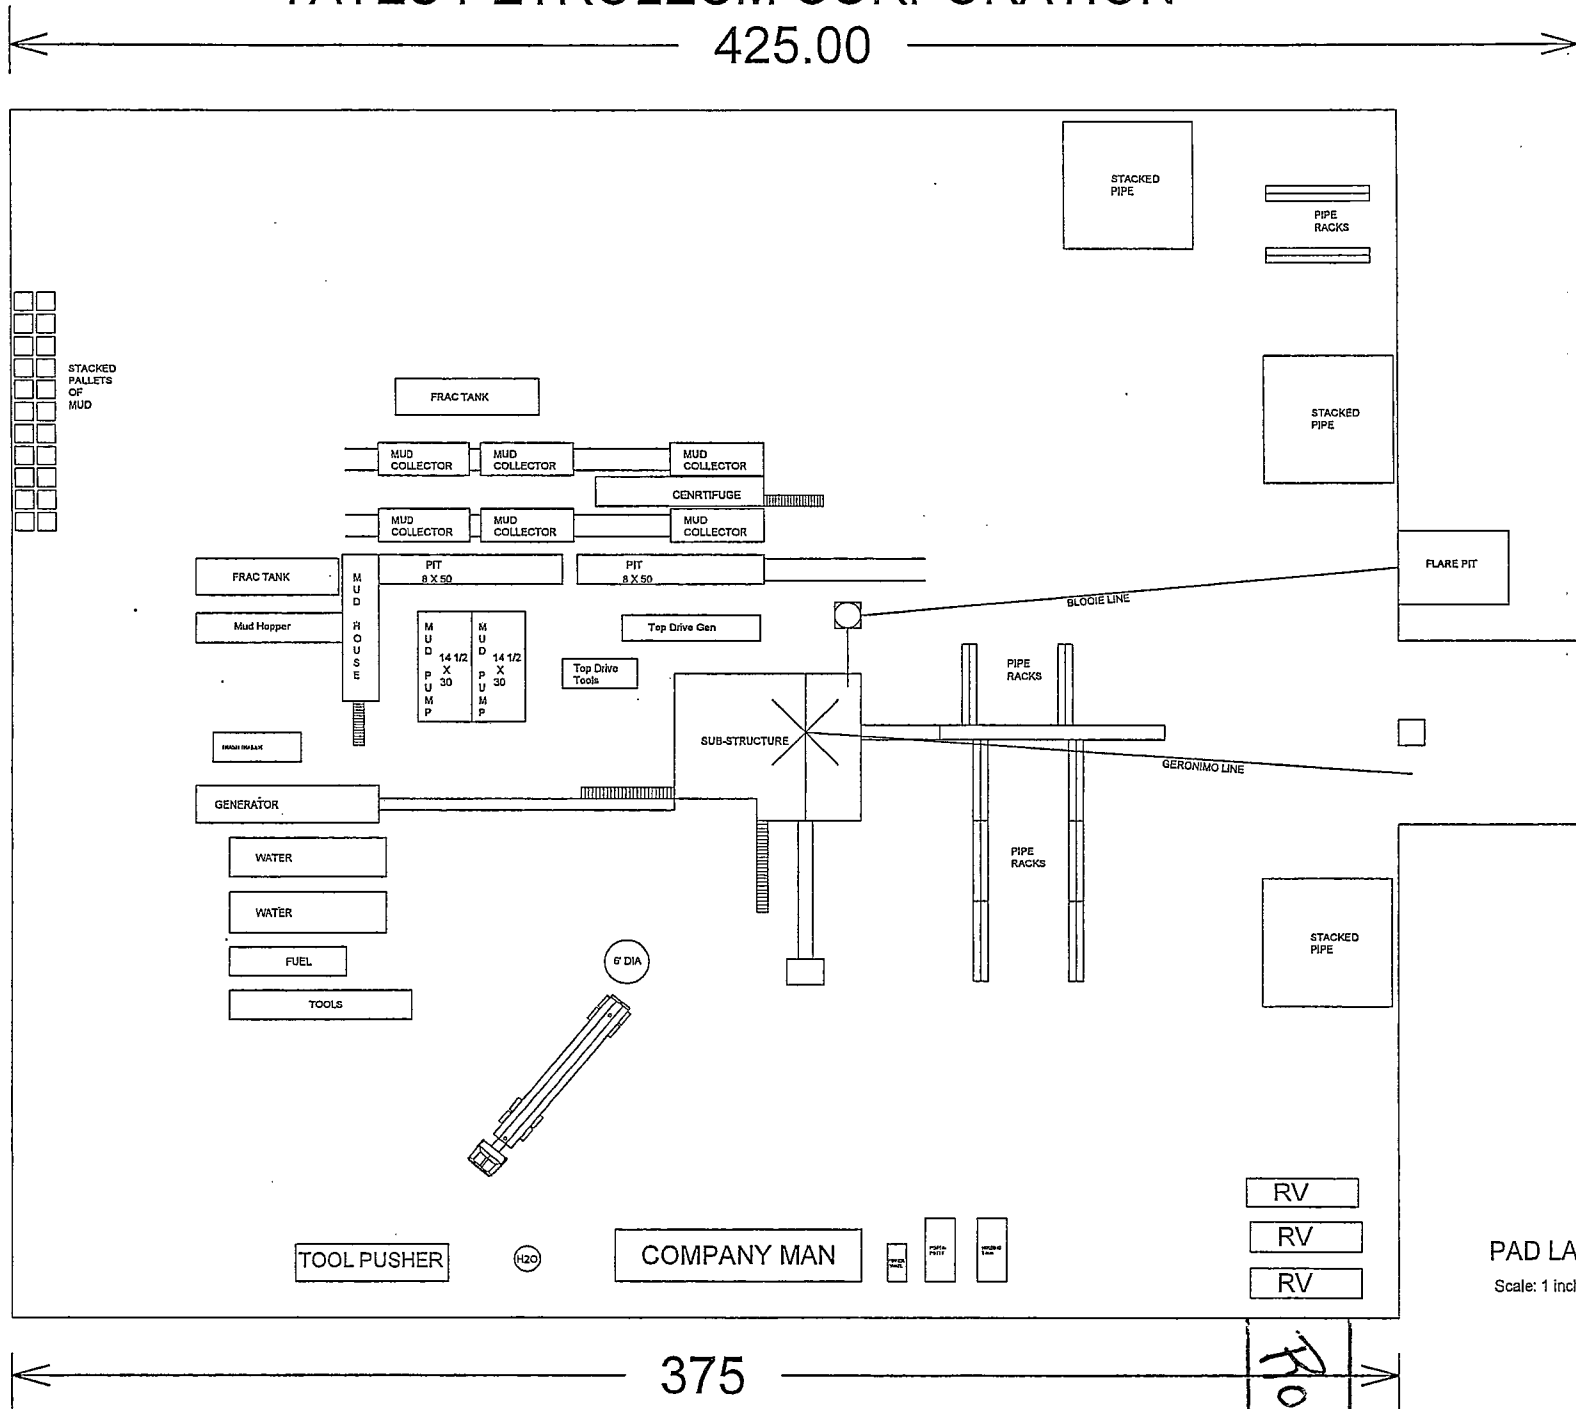 CORPORATION
425.00
STACKED
PIPE
PIPE
RACKS
STACKED
PALLETS
OF
MUD
FRAC TANK
STACKED
PIPE
MUD
COLLECTOR
MUD
COLLECTOR
MUD
COLLECTOR
CENRTIFUGE
MUD
COLLECTOR
MUD
COLLECTOR
MUD
COLLECTOR
FRAC TANK
MUD HOUSE
PIT
8 X 50
PIT
8 X 50
FLARE PIT
BLOOIE LINE
Mud Hopper
MUD PUMP
14 1/2
X
30
MUD PUMP
14 1/2
X
30
Top Drive Gen
Top Drive
Tools
PIPE
RACKS
SUB-STRUCTURE
GERONIMO LINE
GENERATOR
WATER
PIPE
RACKS
WATER
STACKED
PIPE
FUEL
6' DIA
TOOLS
RV
RV
RV
TOOL PUSHER
H2O
COMPANY MAN
PAD LA
Scale: 1 incl
375
Ro